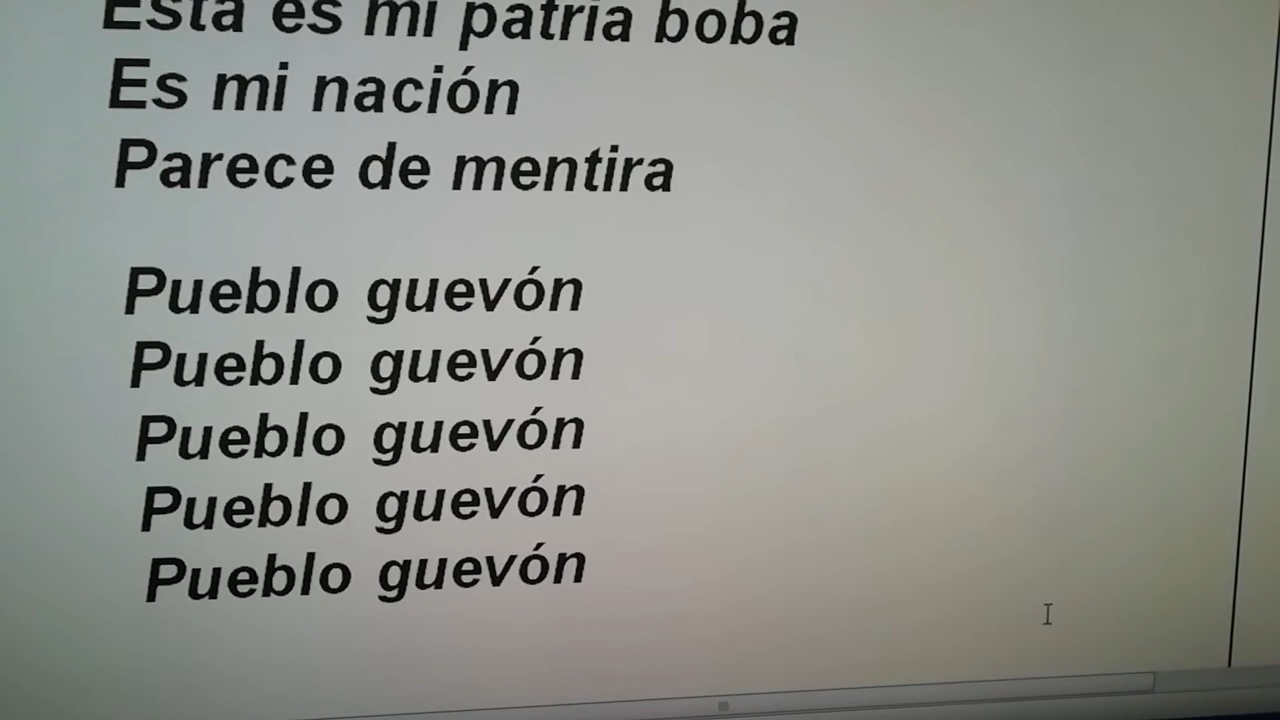 Esta es mi patria boba
Es mi nación
Parece de mentira
Pueblo guevón
Pueblo guevón
Pueblo guevón
Pueblo guevón
Pueblo guevón